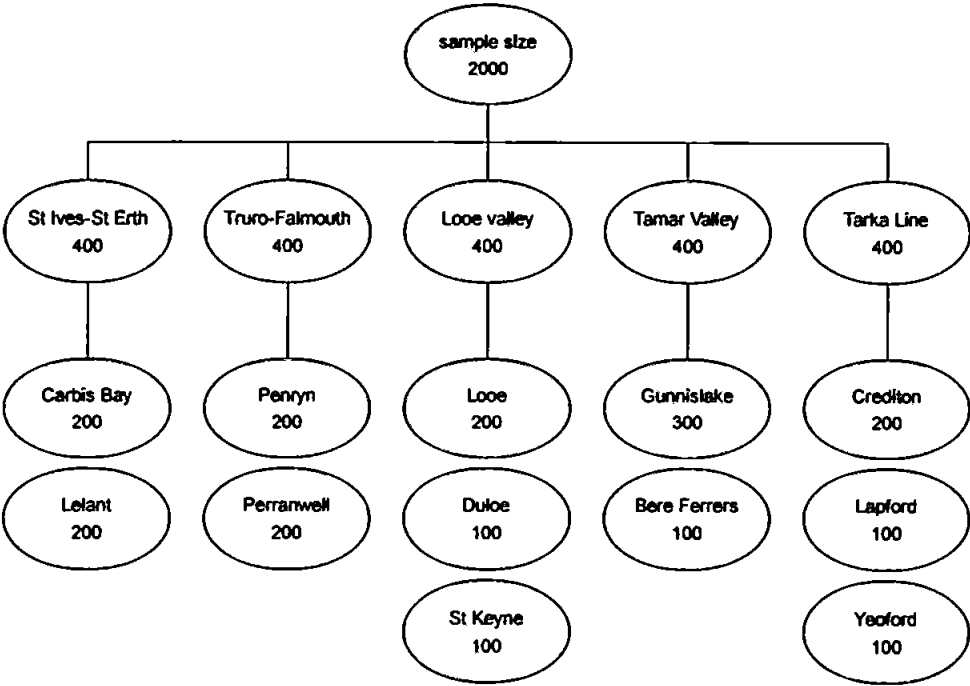 sample size
2000
St Ives-St Erth
400
Truro-Falmouth
400
Looe valley
400
Tamar Valley
400
Tarka Line
400
Carbis Bay
200
Penryn
200
Looe
200
Gunnislake
300
Crediton
200
Lelant
200
Perranwell
200
Duloe
100
Bere Ferrers
100
Lapford
100
St Keyne
100
Yeoford
100